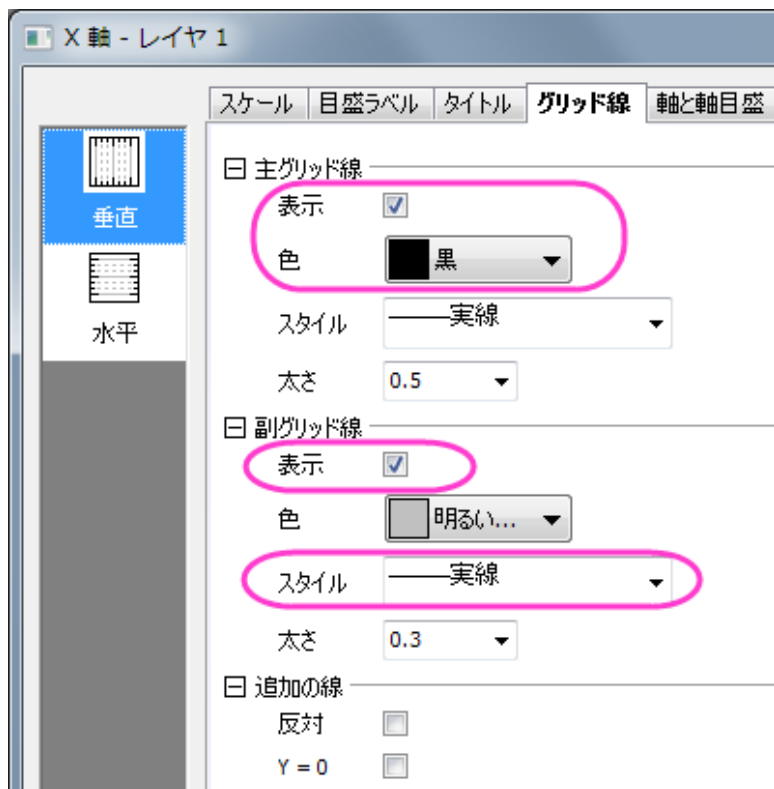 X 軸 - レイヤ 1
スケール 目盛ラベル タイトル グリッド線 軸と軸目盛
垂直
水平
主グリッド線
表示
色 黒
スタイル 実線
太さ 0.5
副グリッド線
表示
色 明るい...
スタイル 実線
太さ 0.3
追加の線
反対
Y = 0